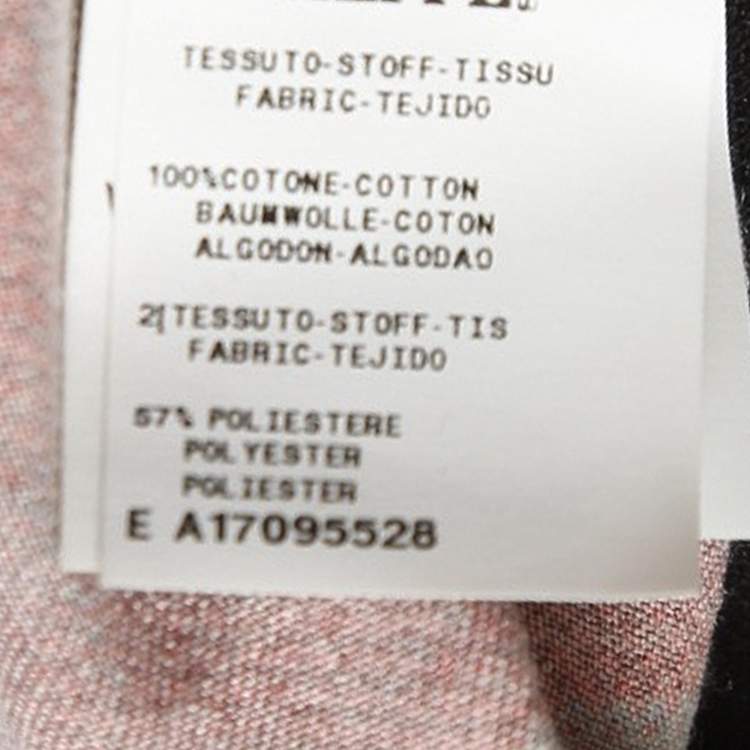 TESSUTO-STOFF-TISSU
FABRIC-TEJIDO
100%COTONE-COTTON
BAUMWOLLE-COTON
ALGODON-ALGODAO
2[TESSUTO-STOFF-TIS
FABRIC-TEJIDO
57% POLIESTERE
POLYESTER
POLIESTER
E A17095528